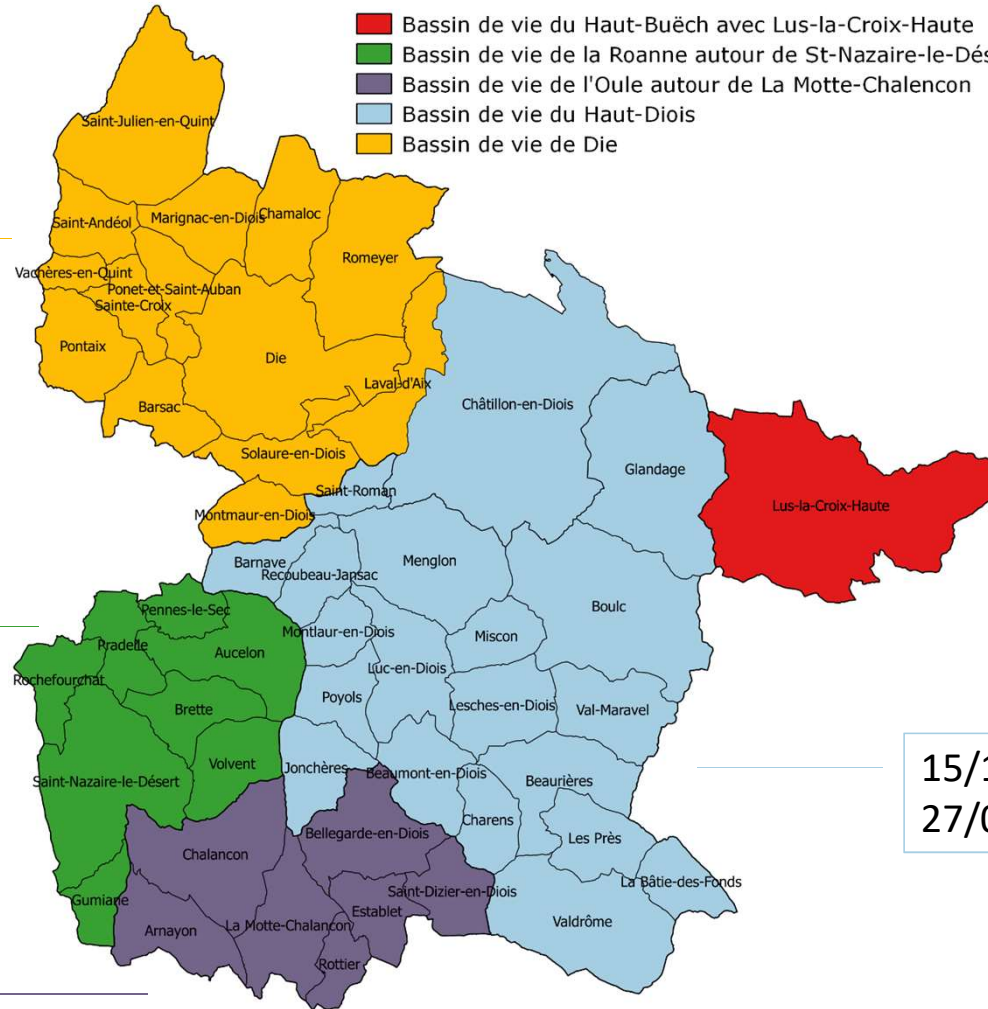 Bassin de vie du Haut-Buëch avec Lus-la-Croix-Haute
Bassin de vie de la Roanne autour de St-Nazaire-le-Dés
Bassin de vie de l'Oule autour de La Motte-Chalencon
Bassin de vie du Haut-Diois
Bassin de vie de Die
Saint-Julien-en-Quint
Saint-Andéol
Marignac-en-Diois
Chamaloc
Romeyer
Vachères-en-Quint
Ponet-et-Saint-Auban
Sainte-Croix
Pontaix
Die
Laval-d'Aix
Barsac
Châtillon-en-Diois
Solaure-en-Diois
Glandage
Saint-Roman
Lus-la-Croix-Haute
Montmaur-en-Diois
Barnave
Recoubeau-Jansac
Menglon
Boulc
Pennes-le-Sec
Montlaur-en-Diois
Miscon
Pradelle
Aucelon
Luc-en-Diois
Rochefourchat
Poyols
Lesches-en-Diois
Val-Maravel
Brette
Volvent
Jonchères
Beaumont-en-Diois
Saint-Nazaire-le-Désert
Beaurières
15/1
27/0
Charens
Bellegarde-en-Diois
Les Près
Chalancon
La Bâtie-des-Fonds
Saint-Dizier-en-Diois
Gumiane
Establet
Valdrôme
La Motte-Chalancon
Arnayon
Rottier